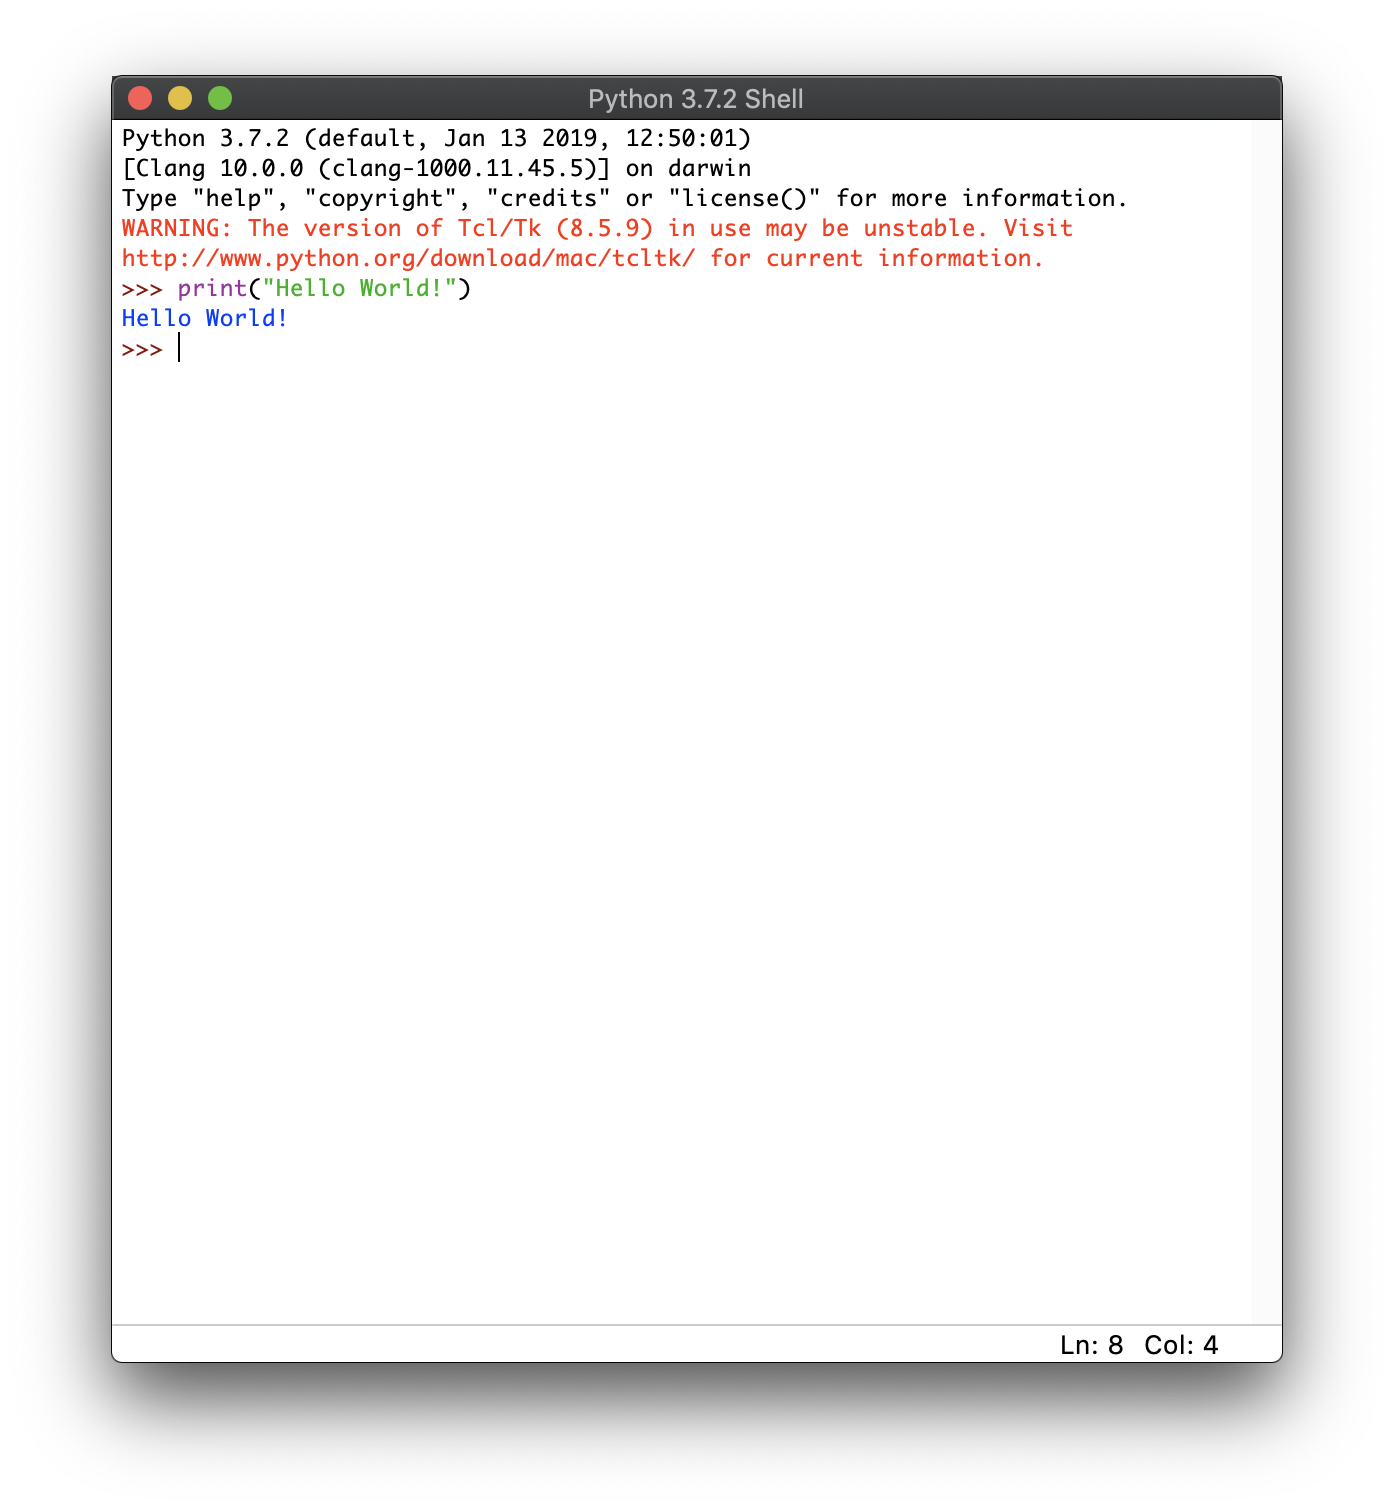 Python 3.7.2 Shell
Python 3.7.2 (default, Jan 13 2019, 12:50:01)
[Clang 10.0.0 (clang-1000.11.45.5)] on darwin
Type "help", "copyright", "credits" or "license()" for more information.
WARNING: The version of Tcl/Tk (8.5.9) in use may be unstable. Visit
http://www.python.org/download/mac/tcltk/ for current information.
>>> print("Hello World!")
Hello World!
>>>
Ln: 8 Col: 4